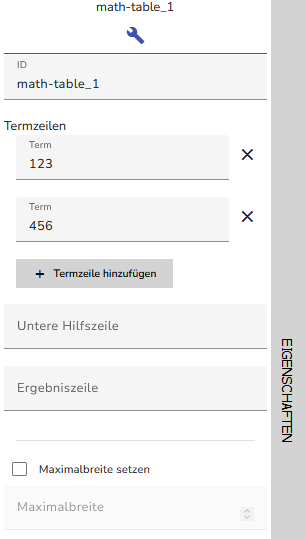 math-table_1
ID
math-table_1
Termzeilen
Term
123
Term
456
+ Termzeile hinzufügen
Untere Hilfszeile
Ergebniszeile
Maximalbreite setzen
Maximalbreite
EIGENSCHAFTEN